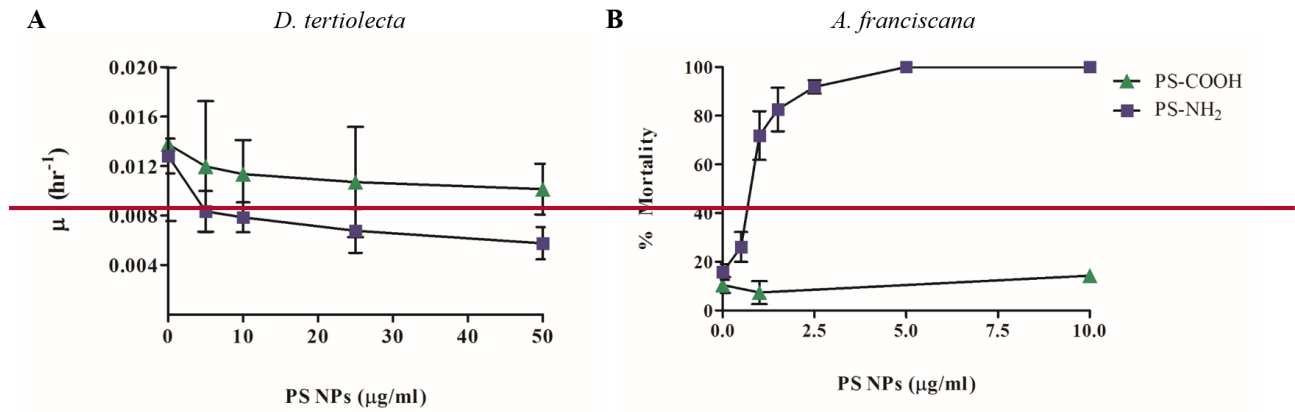 A
D. tertiolecta
0.020
0.016
0.012
0.008
0.004
μ (hr-1)
0
10
20
30
40
50
PS NPs (μg/ml)
B
A. franciscana
100
80
60
40
20
0
% Mortality
0.0
2.5
5.0
7.5
10.0
PS NPs (μg/ml)
PS-COOH
PS-NH2